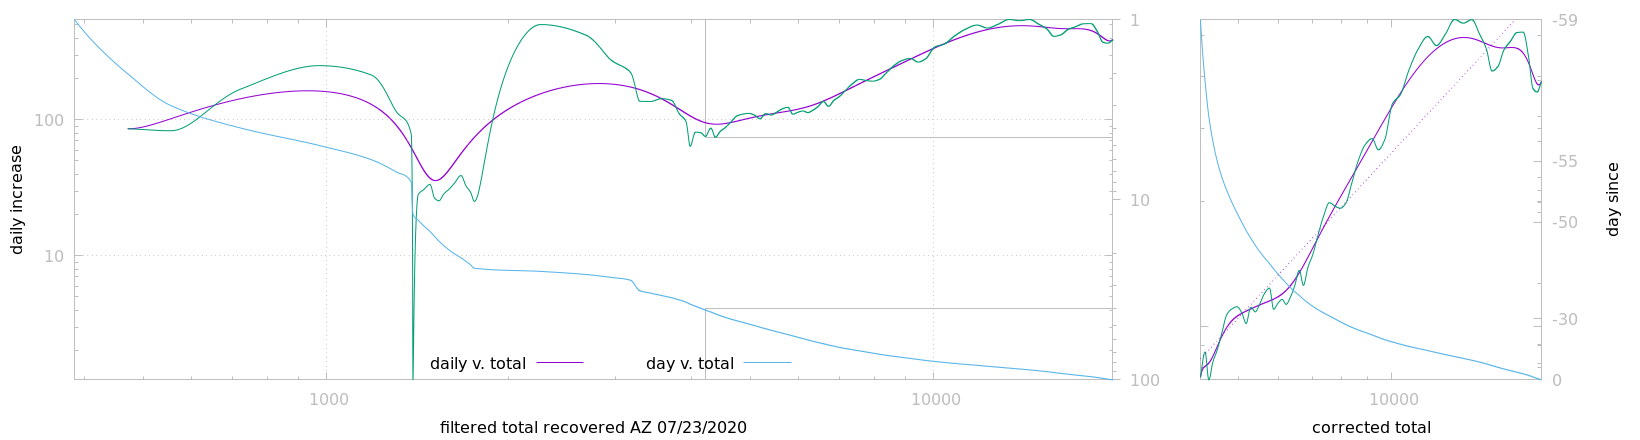 daily increase
100
10
1000
10000
daily v. total
day v. total
1
10
100
filtered total recovered AZ 07/23/2020
-59
-55
-50
-30
0
day since
10000
corrected total